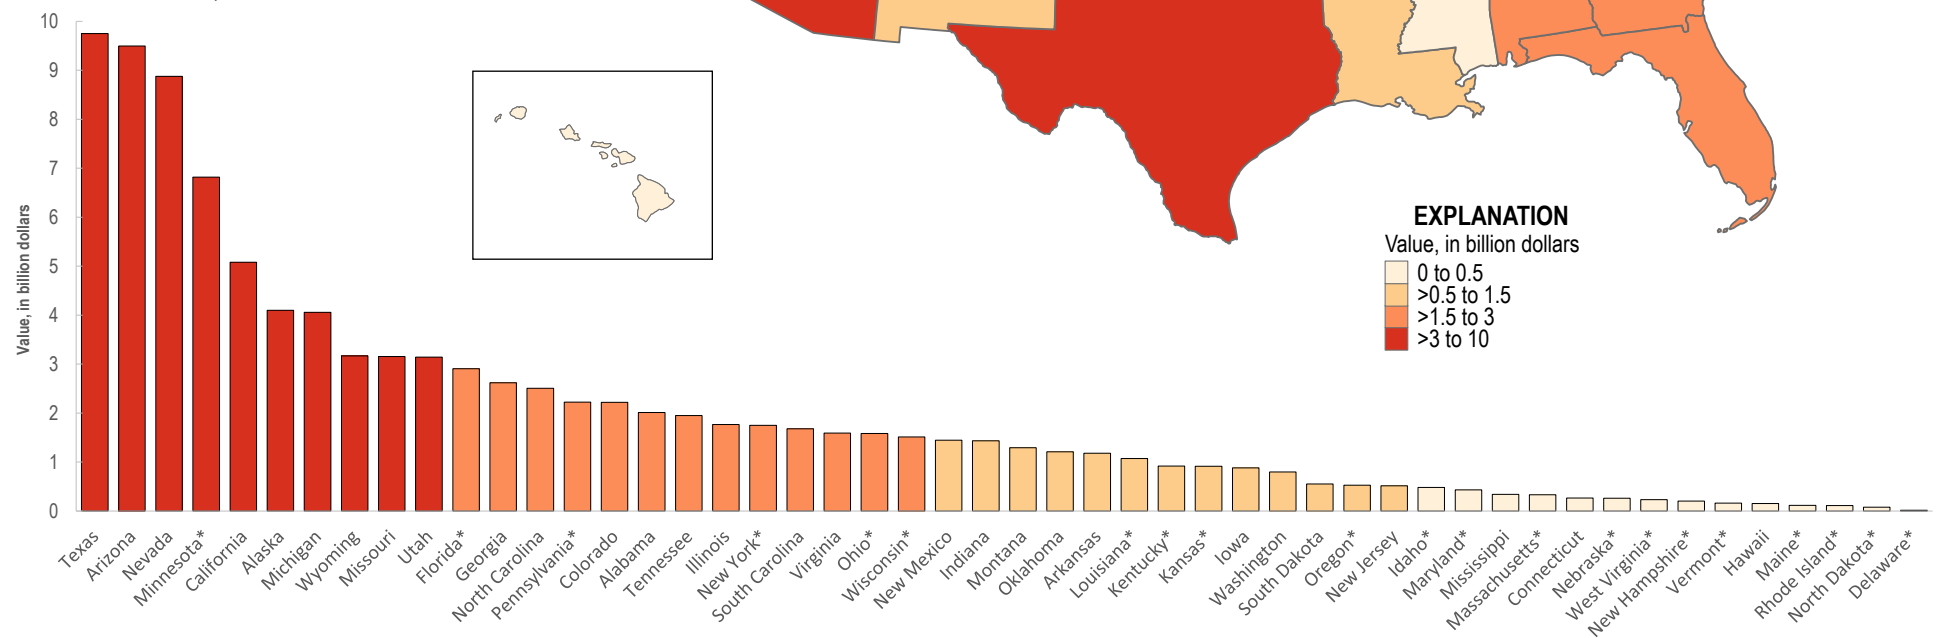 10
9
8
7
6
5
4
3
2
1
0
Value, in billion dollars
EXPLANATION
Value, in billion dollars
0 to 0.5
>0.5 to 1.5
>1.5 to 3
>3 to 10
Texas
Arizona
Nevada
Minnesota*
California
Alaska
Michigan
Wyoming
Missouri
Utah
Florida*
Georgia
North Carolina
Pennsylvania*
Colorado
Alabama
Tennessee
Illinois
New York*
South Carolina
Virginia
Ohio*
Wisconsin*
New Mexico
Indiana
Montana
Oklahoma
Arkansas
Louisiana*
Kentucky*
Kansas*
Iowa
Washington
South Dakota
Oregon*
New Jersey
Idaho*
Maryland*
Mississippi
Massachusetts*
Connecticut
Nebraska*
West Virginia*
New Hampshire*
Vermont*
Hawaii
Maine*
Rhode Island*
North Dakota*
Delaware*